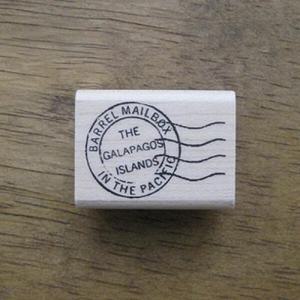 BARREL MAILBOX
THE
GALAPAGOS
ISLANDS
IN THE PACIFIC